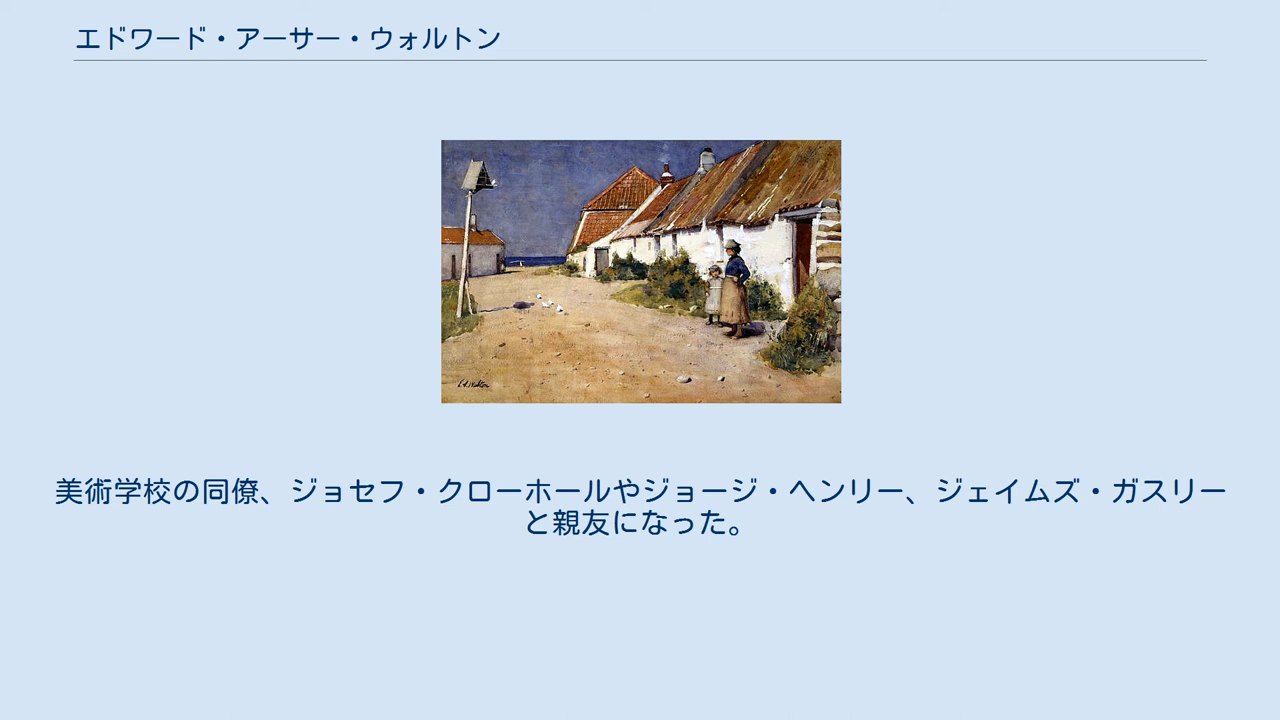 エドワード・アーサー・ウォルトン
美術学校の同僚、ジョセフ・クローホールやジョージ・ヘンリー、ジェイムズ・ガスリー
と親友になった。